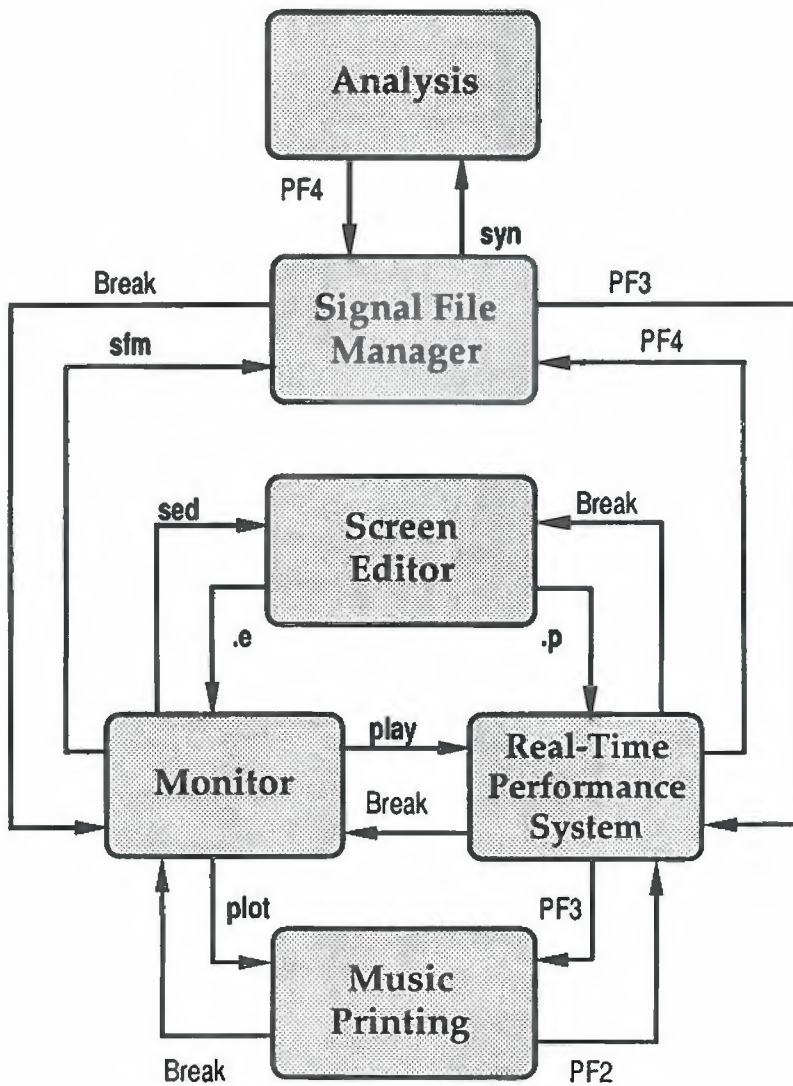 Analysis
PF4
syn
Break
Signal File
Manager
PF3
sfm
PF4
sed
Screen
Editor
Break
.e
.p
Monitor
play
Break
Real-Time
Performance
System
plot
PF3
Music
Printing
Break
PF2